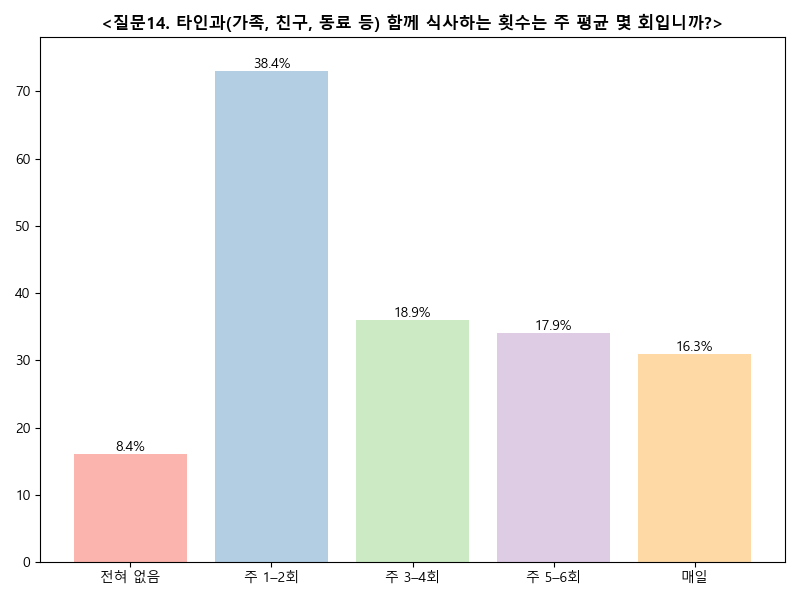 <질문14. 타인과(가족, 친구, 동료 등) 함께 식사하는 횟수는 주 평균 몇 회입니까?>
70
60
50
40
30
20
10
0
8.4%
38.4%
18.9%
17.9%
16.3%
전혀 없음
주 1–2회
주 3–4회
주 5–6회
매일